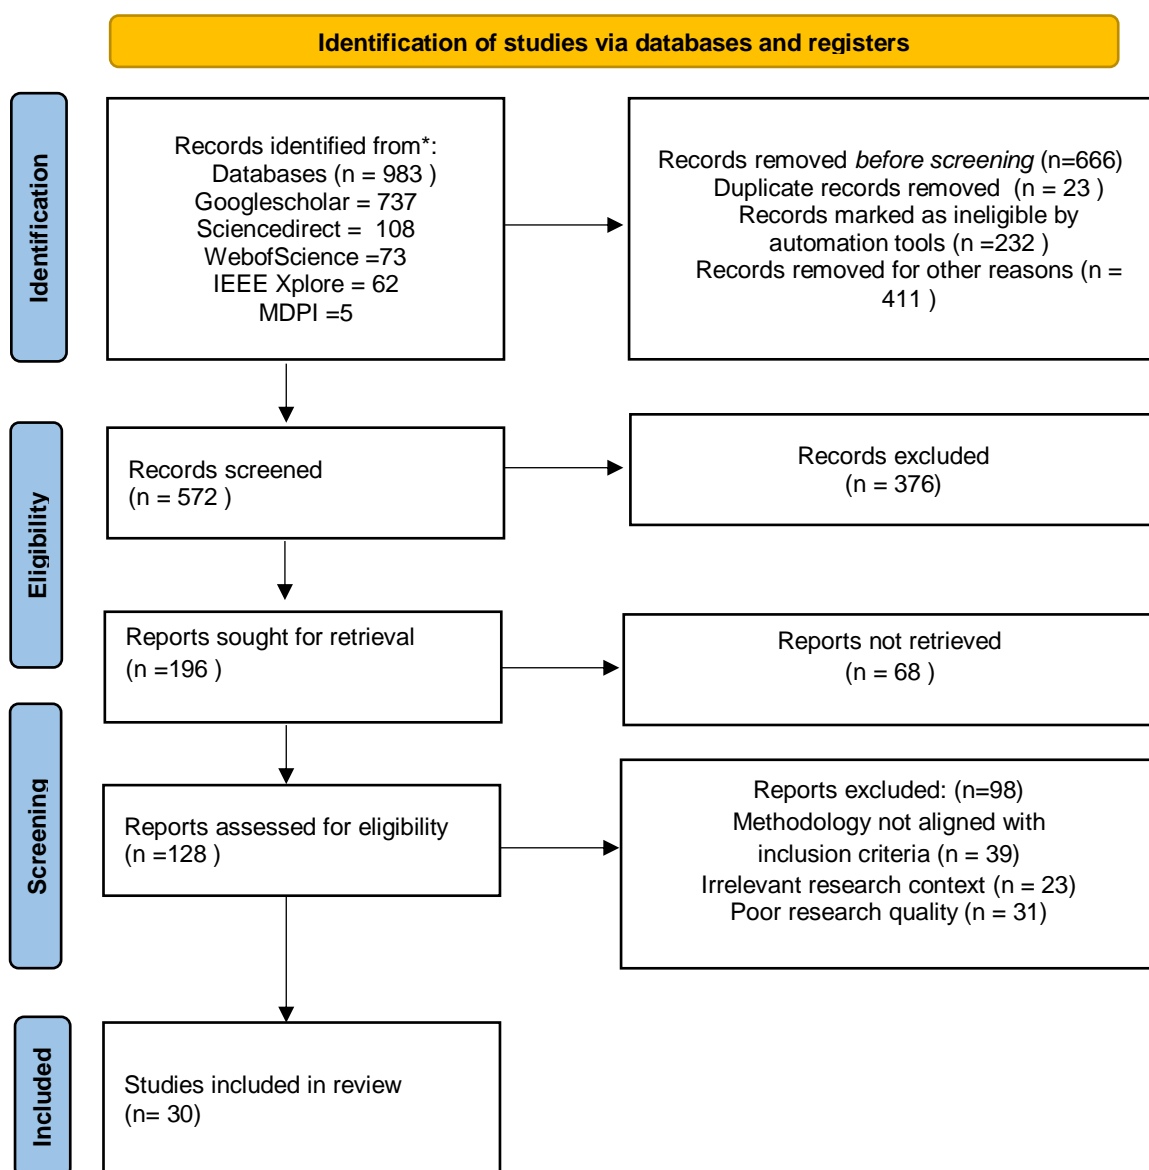 Identification of studies via databases and registers
Identification
Records identified from*:
Databases (n = 983 )
Googlescholar = 737
Sciencedirect = 108
WebofScience =73
IEEE Xplore = 62
MDPI =5
Records removed before screening (n=666)
Duplicate records removed (n = 23 )
Records marked as ineligible by
automation tools (n =232 )
Records removed for other reasons (n =
411 )
Eligibility
Records screened
(n = 572 )
Records excluded
(n = 376)
Reports sought for retrieval
(n =196 )
Reports not retrieved
(n = 68 )
Screening
Reports assessed for eligibility
(n =128 )
Reports excluded: (n=98)
Methodology not aligned with
inclusion criteria (n = 39)
Irrelevant research context (n = 23)
Poor research quality (n = 31)
Included
Studies included in review
(n= 30)